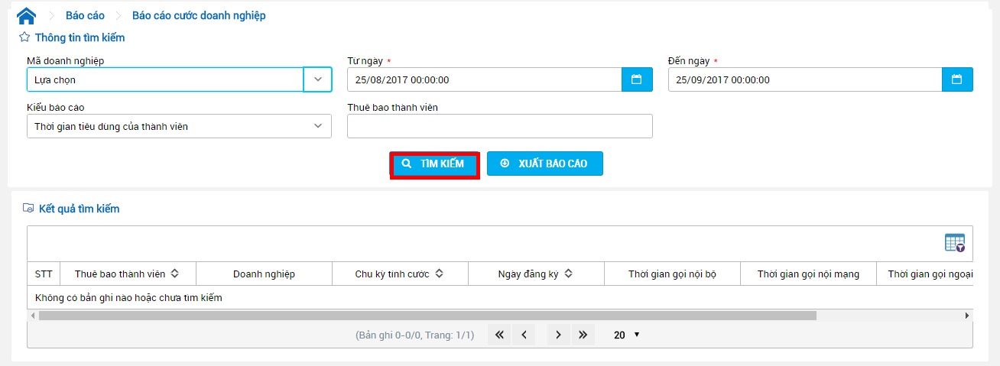 Báo cáo Báo cáo cước doanh nghiệp
Thông tin tìm kiếm
Mã doanh nghiệp Từ ngày * Đến ngày *
Lựa chọn 25/08/2017 00:00:00 25/09/2017 00:00:00
Kiểu báo cáo Thuê bao thành viên
Thời gian tiêu dùng của thành viên
TÌM KIẾM XUẤT BÁO CÁO
Kết quả tìm kiếm
STT Thuê bao thành viên Doanh nghiệp Chu kỳ tính cước Ngày đăng ký Thời gian gọi nội bộ Thời gian gọi nội mạng Thời gian gọi ngoại
Không có bản ghi nào hoặc chưa tìm kiếm
(Bản ghi 0-0/0, Trang: 1/1) 20